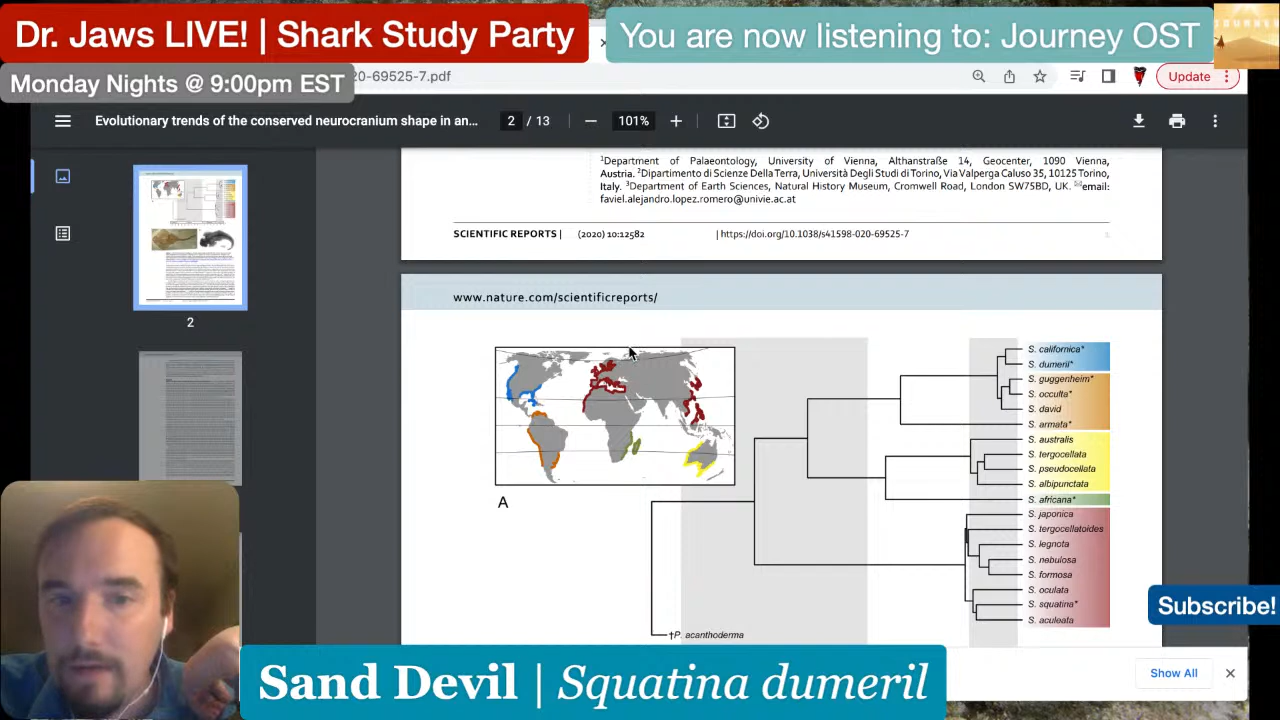 Dr. Jaws LIVE! | Shark Study Party
You are now listening to: Journey OST
Monday Nights @ 9:00pm EST
20-69525-7.pdf
Update
Evolutionary trends of the conserved neurocranium shape in an...
2 / 13
101%
¹Department of Palaeontology, University of Vienna, Althanstraße 14, Geocenter, 1090 Vienna,
Austria. ²Dipartimento di Scienze Della Terra, Università Degli Studi di Torino, Via Valperga Caluso 35, 10125 Torino,
Italy. ³Department of Earth Sciences, Natural History Museum, Cromwell Road, London SW75BD, UK. ✉email:
faviel.alejandro.lopez.romero@univie.ac.at
SCIENTIFIC REPORTS | (2020) 10:12582 | https://doi.org/10.1038/s41598-020-69525-7
2
www.nature.com/scientificreports/
A
S. californica*
S. dumeril*
S. guggenheim*
S. occulta*
S. david
S. armata*
S. australis
S. tergocellata
S. pseudocellata
S. albipunctata
S. africana*
S. japonica
S. tergocellatoides
S. legnota
S. nebulosa
S. formosa
S. oculata
S. squatina*
S. aculeata
†P. acanthoderma
Subscribe!
Sand Devil | Squatina dumeril
Show All